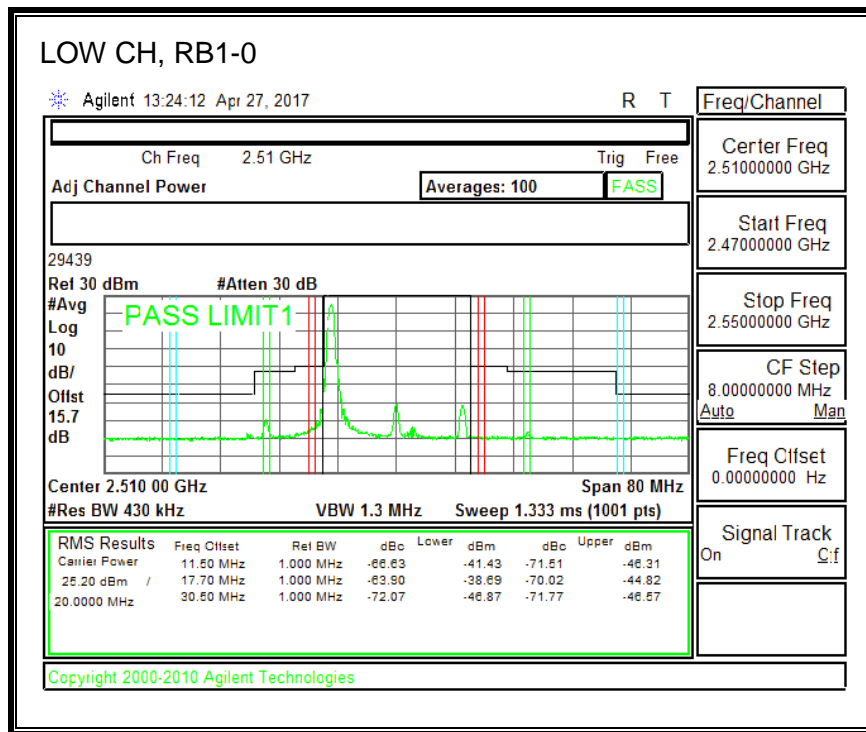 LOW CH, RB1-0
Agilent 13:24:12 Apr 27, 2017 R T
Freq/Channel
Ch Freq 2.51 GHz Trig Free
Adj Channel Power Averages: 100 PASS
Center Freq
2.51000000 GHz
Start Freq
2.47000000 GHz
Stop Freq
2.55000000 GHz
CF Step
8.00000000 MHz
Auto Man
Freq Offset
0.00000000 Hz
Signal Track
On Off
29439
Ref 30 dBm #Atten 30 dB
#Avg
Log
10
dB/
Offst
15.7
dB
PASS LIMIT1
Center 2.510 00 GHz Span 80 MHz
#Res BW 430 kHz VBW 1.3 MHz Sweep 1.333 ms (1001 pts)
RMS Results Freq Offset Ref BW dBc Lower dBm dBc Upper dBm
Carrier Power 11.50 MHz 1.000 MHz -66.63 -41.43 -71.51 -46.31
25.20 dBm / 17.70 MHz 1.000 MHz -63.90 -38.69 -70.02 -44.82
20.0000 MHz 30.50 MHz 1.000 MHz -72.07 -46.87 -71.77 -46.57
Copyright 2000-2010 Agilent Technologies